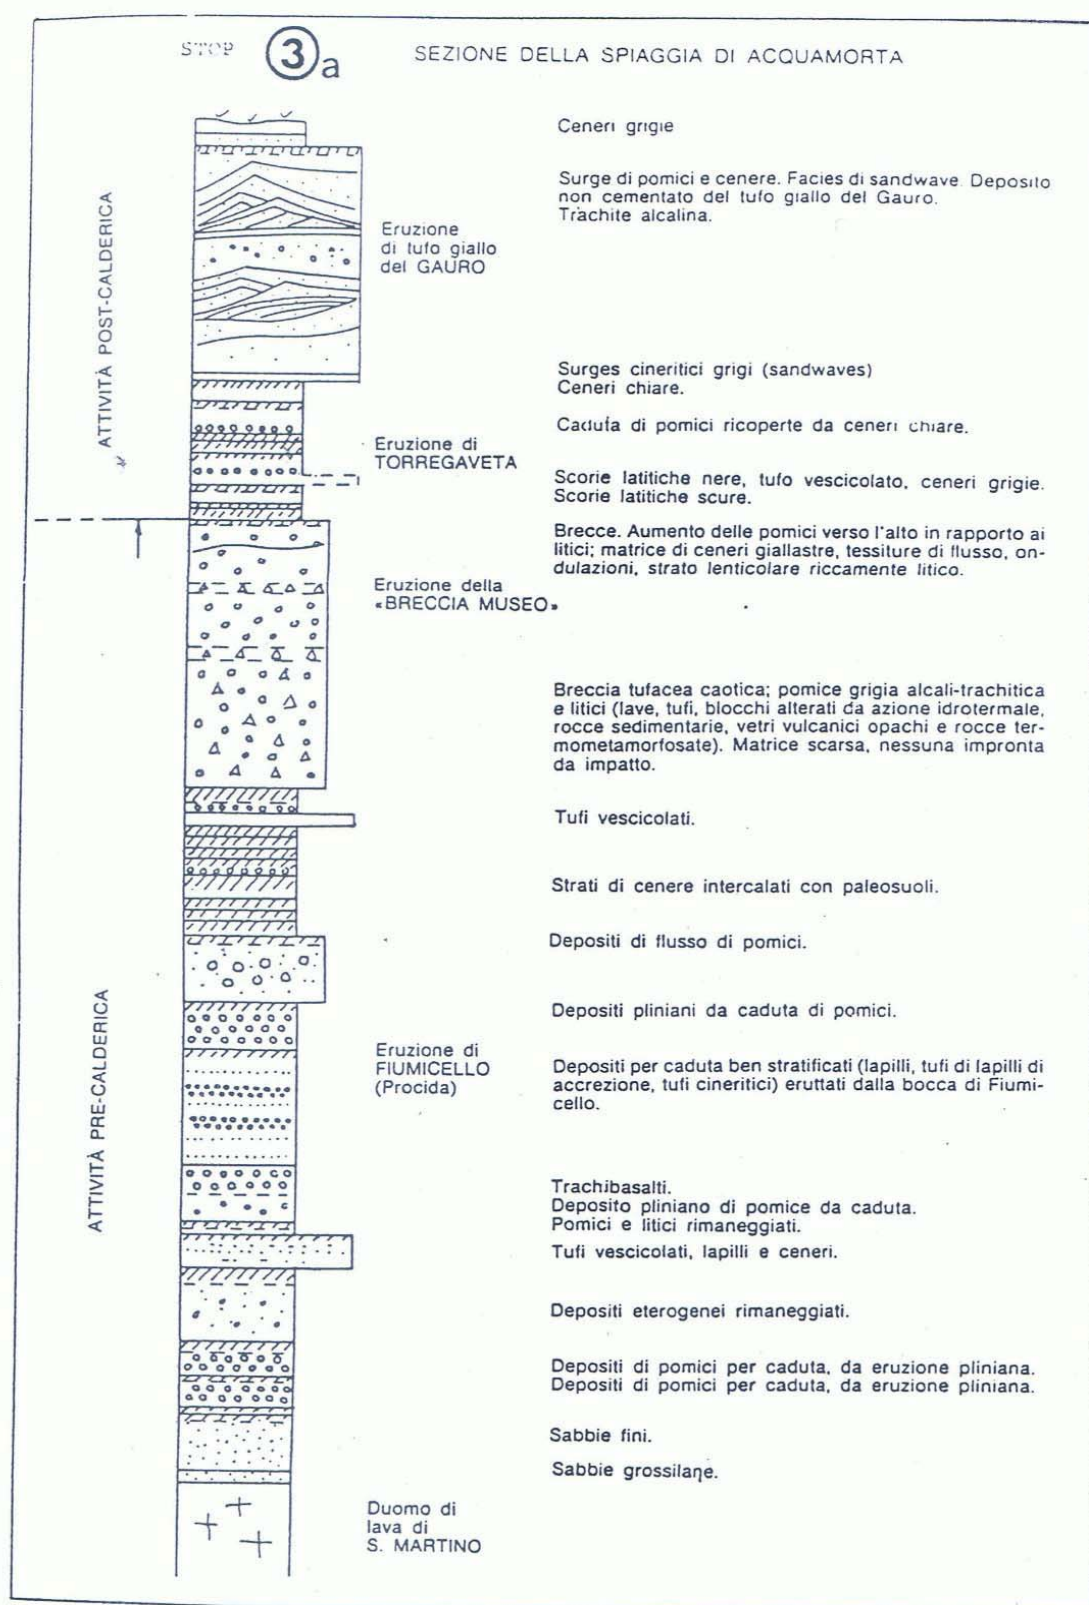 STOP 3a SEZIONE DELLA SPIAGGIA DI ACQUAMORTA
ATTIVITÀ POST-CALDERICA
ATTIVITÀ PRE-CALDERICA
Eruzione
di tufo giallo
del GAURO
Eruzione di
TORREGAVETA
Eruzione della
«BRECCIA MUSEO»
Eruzione di
FIUMICELLO
(Procida)
Duomo di
lava di
S. MARTINO
Ceneri grigie
Surge di pomici e cenere. Facies di sandwave. Deposito
non cementato del tufo giallo del Gauro.
Trachite alcalina.
Surges cineritici grigi (sandwaves)
Ceneri chiare.
Caduta di pomici ricoperte da ceneri chiare.
Scorie latitiche nere, tufo vescicolato, ceneri grigie.
Scorie latitiche scure.
Brecce. Aumento delle pomici verso l'alto in rapporto ai
litici; matrice di ceneri giallastre, tessiture di flusso, on-
dulazioni, strato lenticolare riccamente litico.
Breccia tufacea caotica; pomice grigia alcali-trachitica
e litici (lave, tufi, blocchi alterati da azione idrotermale,
rocce sedimentarie, vetri vulcanici opachi e rocce ter-
mometamorfosate). Matrice scarsa, nessuna impronta
da impatto.
Tufi vescicolati.
Strati di cenere intercalati con paleosuoli.
Depositi di flusso di pomici.
Depositi pliniani da caduta di pomici.
Depositi per caduta ben stratificati (lapilli, tufi di lapilli di
accrezione, tufi cineritici) eruttati dalla bocca di Fiumi-
cello.
Trachibasalti.
Deposito pliniano di pomice da caduta.
Pomici e litici rimaneggiati.
Tufi vescicolati, lapilli e ceneri.
Depositi eterogenei rimaneggiati.
Depositi di pomici per caduta, da eruzione pliniana.
Depositi di pomici per caduta, da eruzione pliniana.
Sabbie fini.
Sabbie grossilane.